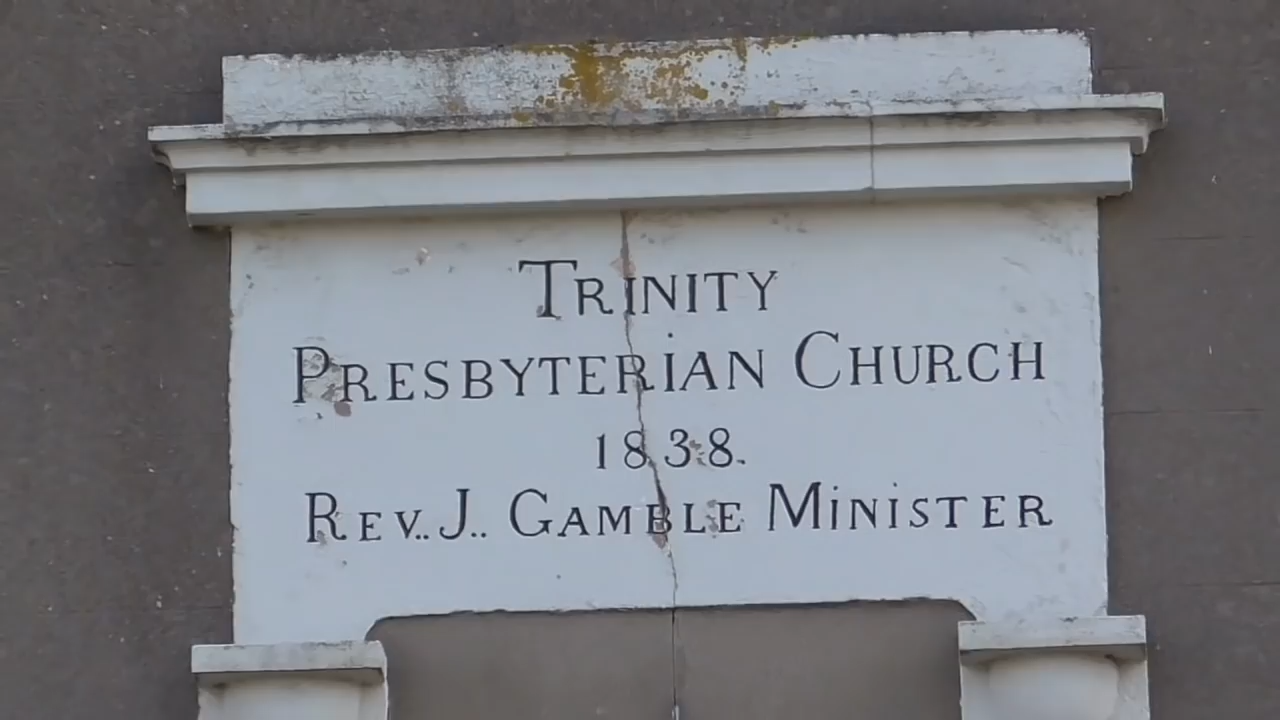 TRINITY
PRESBYTERiAN CHURCH
1838.
REV.. J.. GAMBLE MiNiSTER